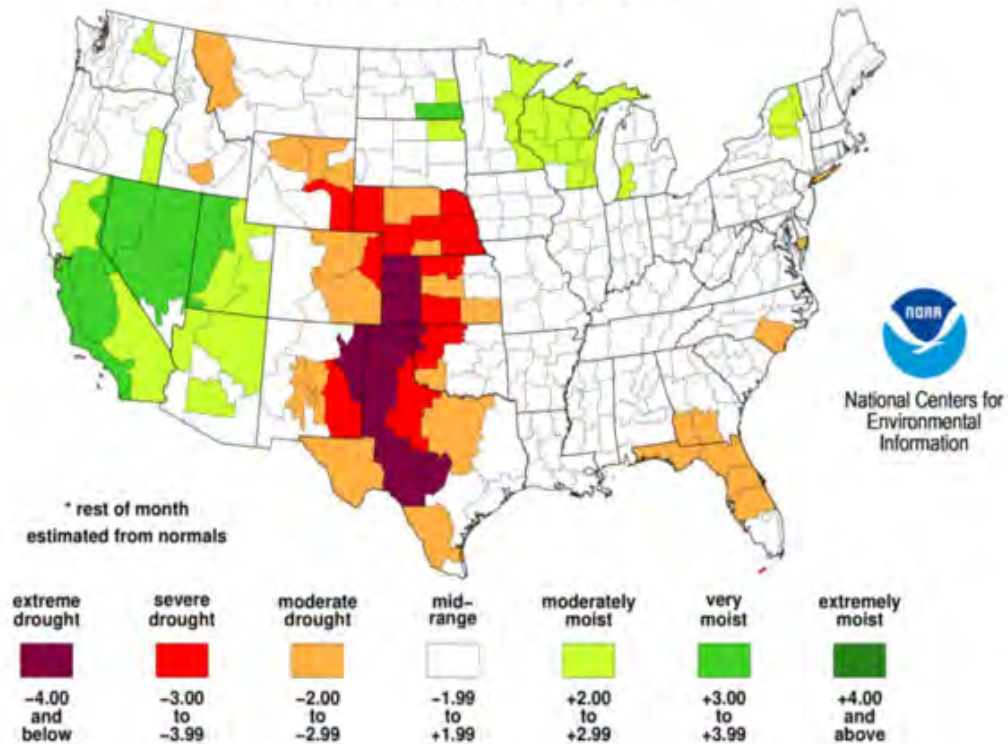 NOAA
National Centers for
Environmental
Information
* rest of month
estimated from normals
extreme
drought
severe
drought
moderate
drought
mid-
range
moderately
moist
very
moist
extremely
moist
-4.00
and
below
-3.00
to
-3.99
-2.00
to
-2.99
-1.99
to
+1.99
+2.00
to
+2.99
+3.00
to
+3.99
+4.00
and
above